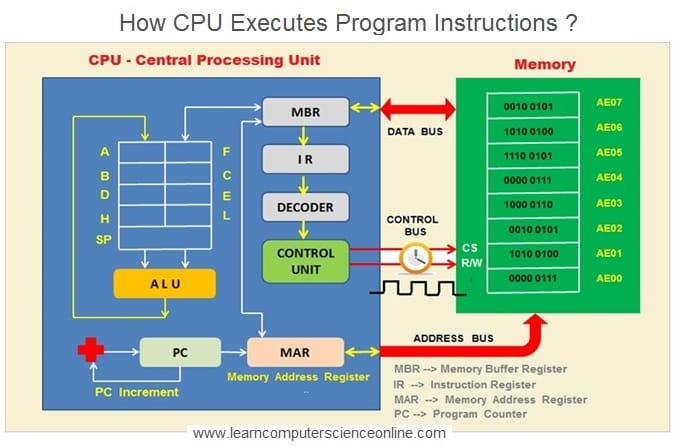 How CPU Executes Program Instructions ?
CPU - Central Processing Unit
Memory
MBR
DATA BUS
0010 0101 AE07
1010 0100 AE06
1110 0101 AE05
0000 0111 AE04
1000 0110 AE03
0010 0101 AE02
1010 0100 AE01
0000 0111 AE00
A F
B C
D E
H L
SP
I R
DECODER
CONTROL
UNIT
CONTROL
BUS
CS
R/W
A L U
PC
PC Increment
MAR
Memory Address Register
..
ADDRESS BUS
MBR --> Memory Buffer Register
IR --> Instruction Register
MAR --> Memory Address Register
PC --> Program Counter
www.learncomputerscienceonline.com